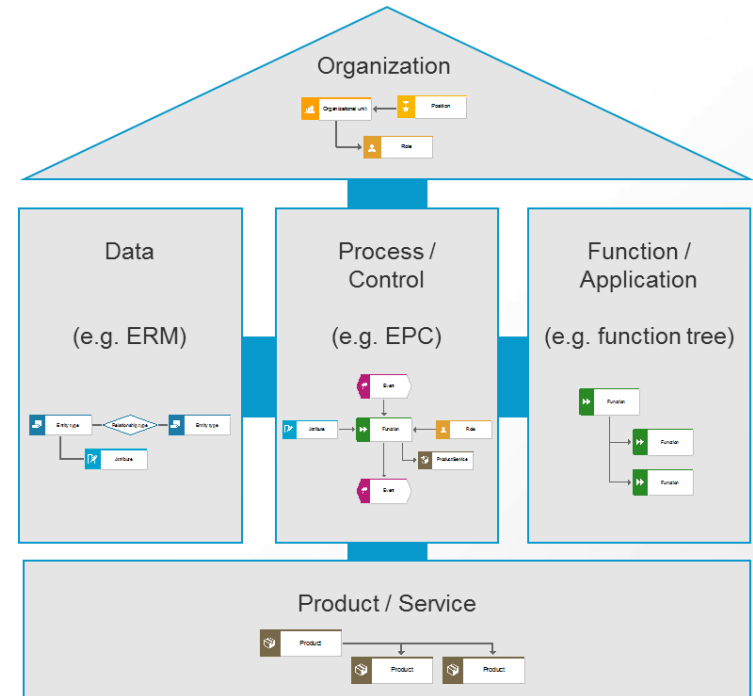 Organization
Organizational unit
Position
Role
Data
(e.g. ERM)
Entity type
Relationship type
Entity type
Attribute
Process /
Control
(e.g. EPC)
Event
Attribute
Function
Role
Product/Service
Event
Function /
Application
(e.g. function tree)
Function
Function
Function
Product / Service
Product
Product
Product